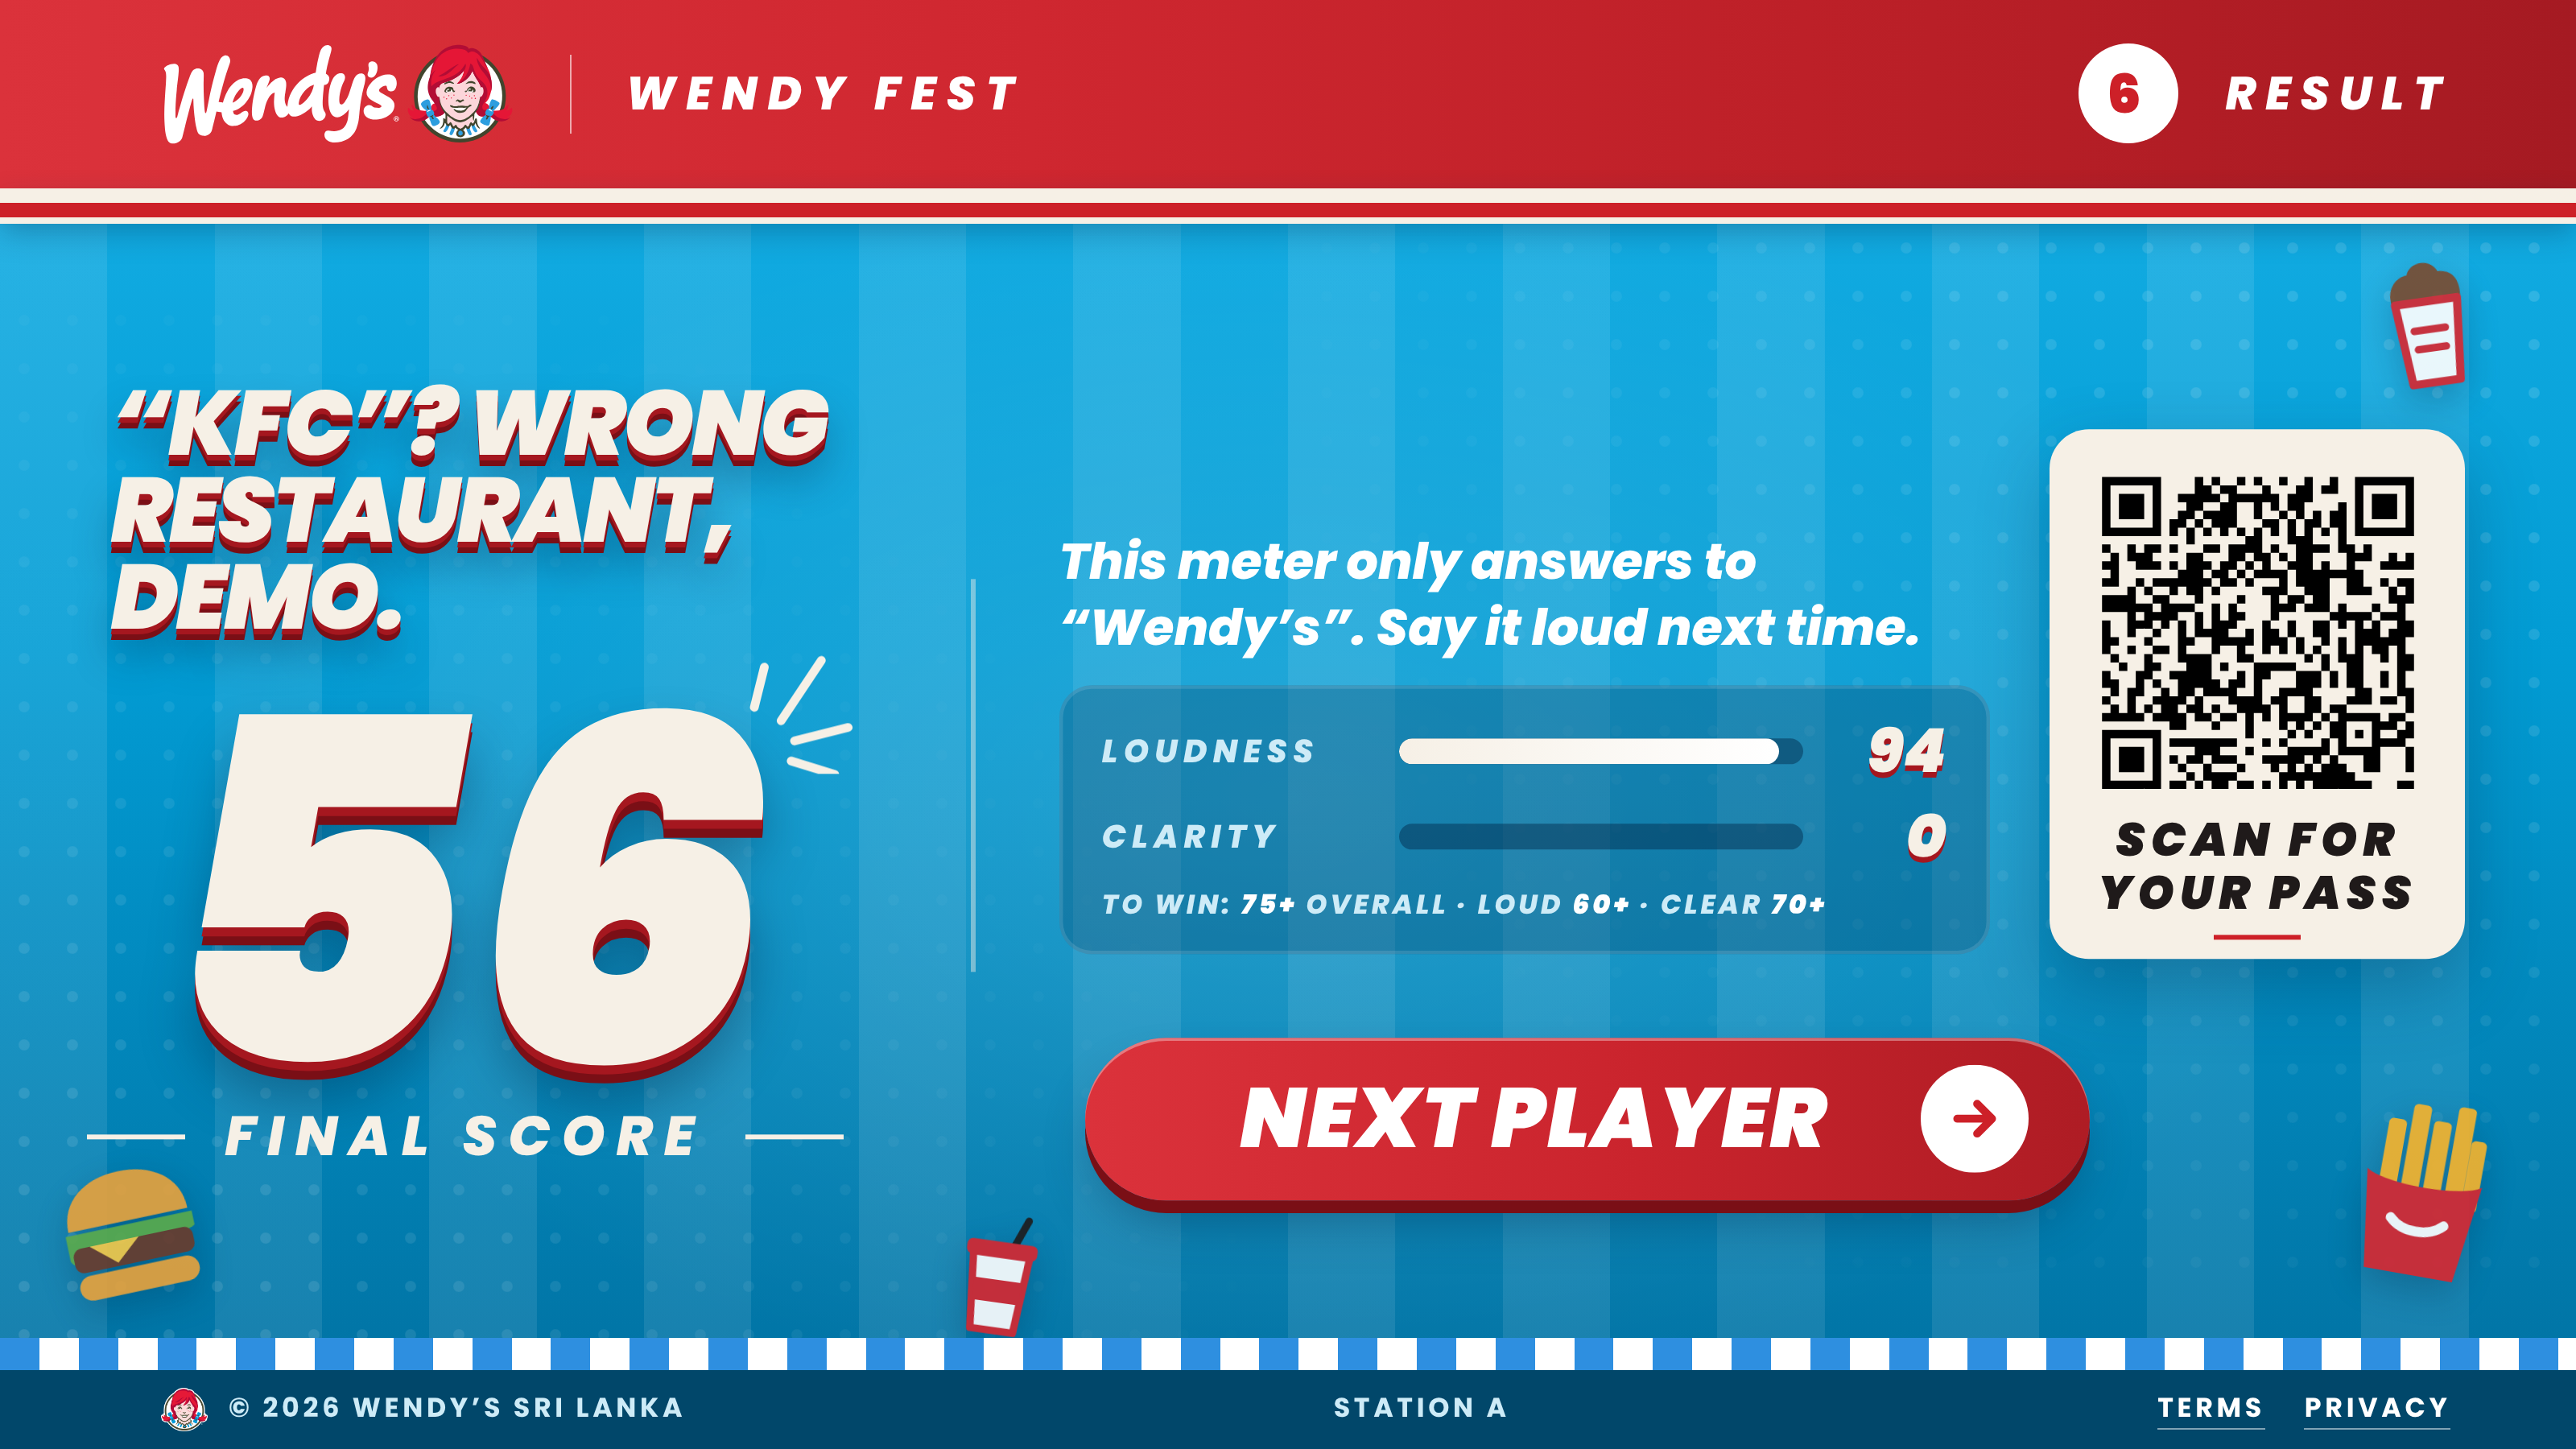 Wendy's
WENDY FEST
6 RESULT
“KFC”? WRONG
RESTAURANT,
DEMO.
56
FINAL SCORE
This meter only answers to
“Wendy’s”. Say it loud next time.
LOUDNESS 94
CLARITY 0
TO WIN: 75+ OVERALL · LOUD 60+ · CLEAR 70+
SCAN FOR
YOUR PASS
NEXT PLAYER
© 2026 WENDY’S SRI LANKA
STATION A
TERMS PRIVACY